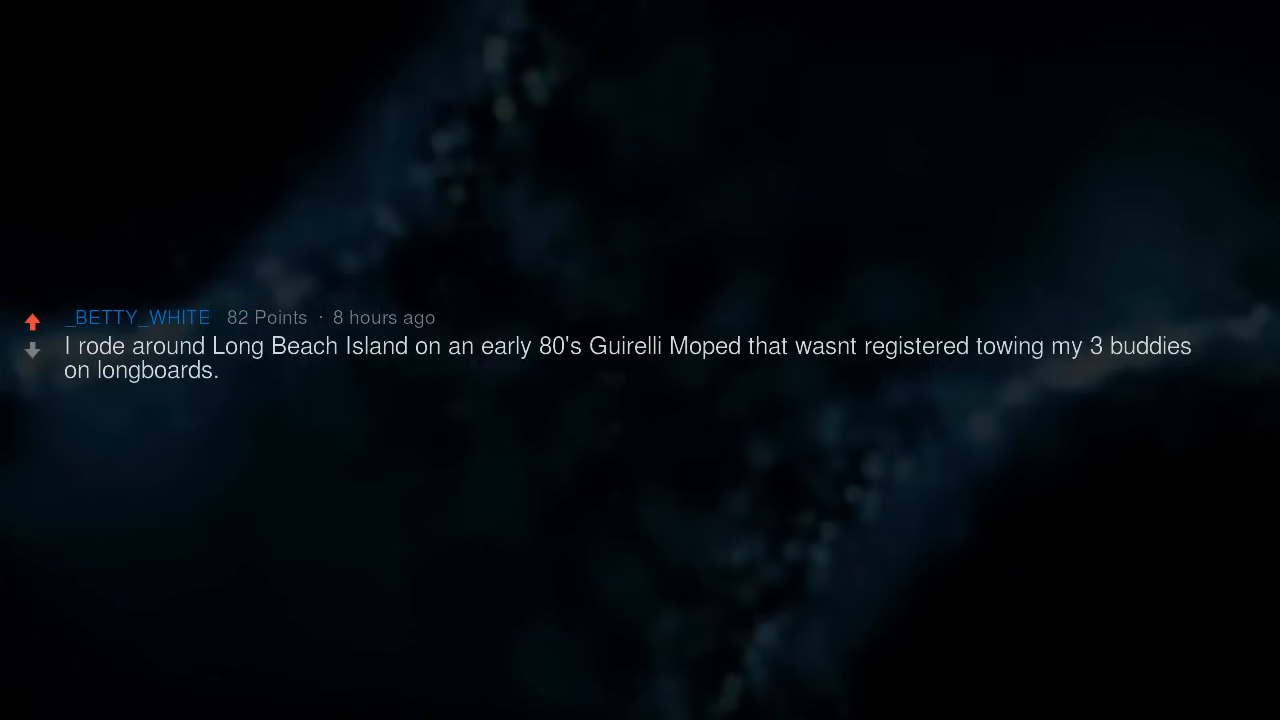 _BETTY_WHITE 82 Points · 8 hours ago
I rode around Long Beach Island on an early 80's Guirelli Moped that wasnt registered towing my 3 buddies
on longboards.